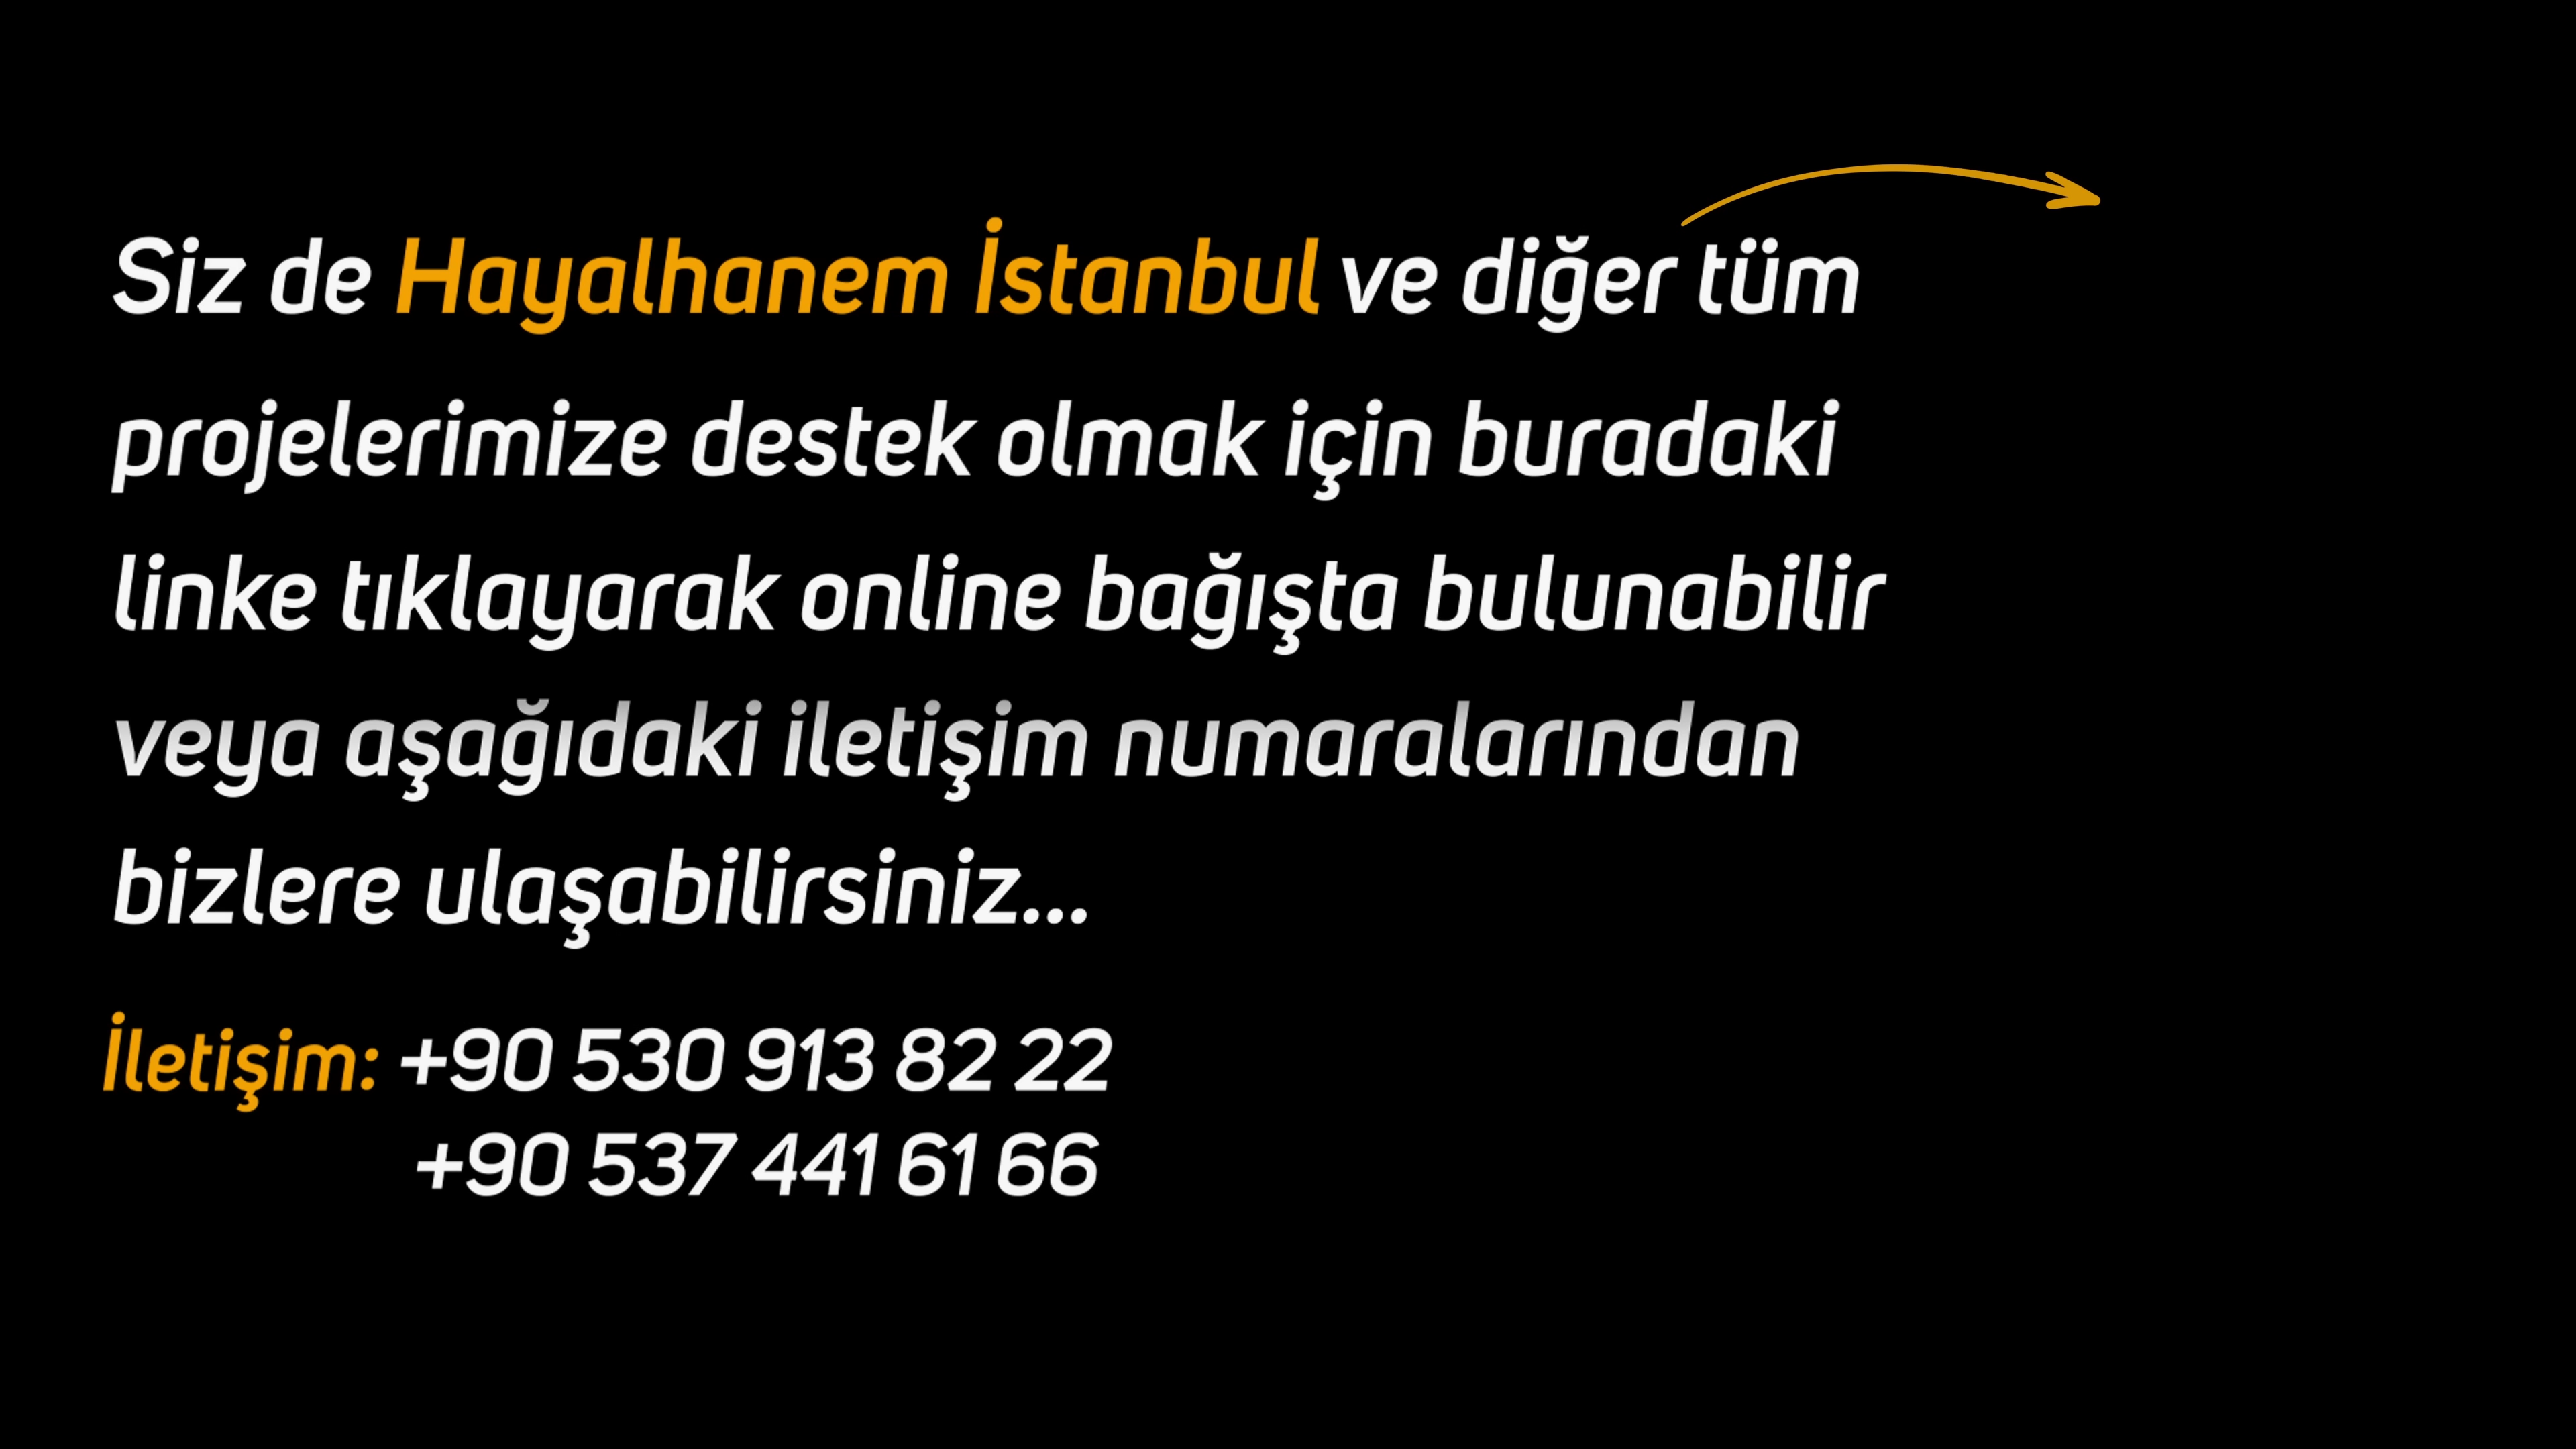 Siz de Hayalhanem İstanbul ve diğer tüm
projelerimize destek olmak için buradaki
linke tıklayarak online bağışta bulunabilir
veya aşağıdaki iletişim numaralarından
bizlere ulaşabilirsiniz...
İletişim: +90 530 913 82 22
+90 537 441 61 66